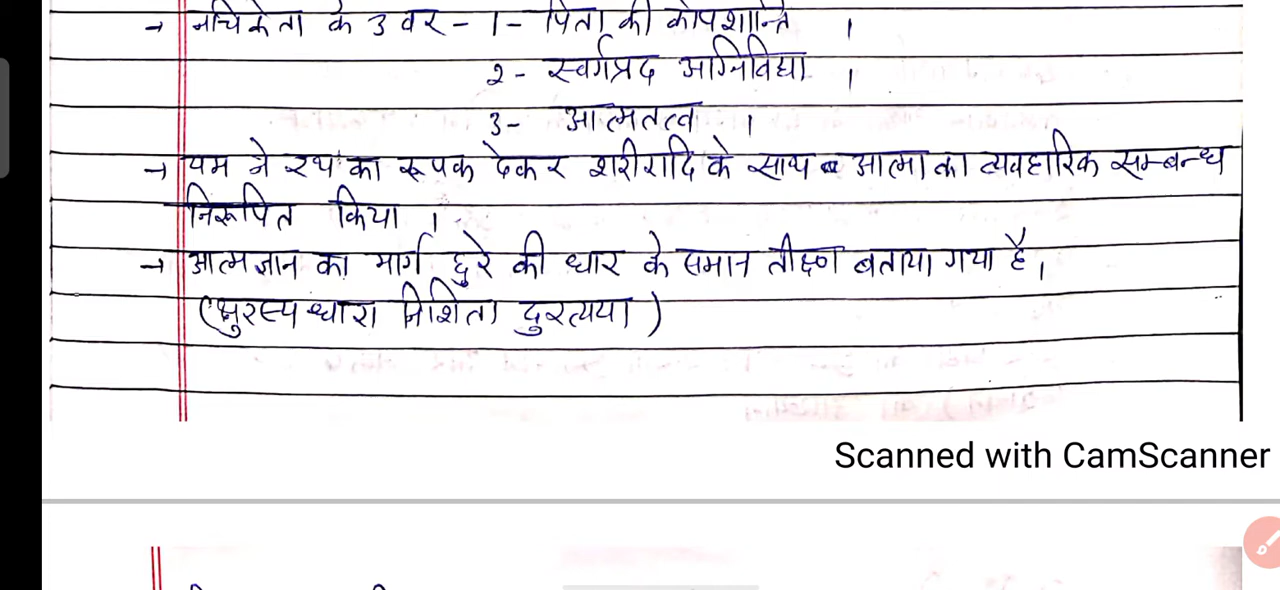 → नचिकेता के 3 वर - 1- पिता की कोपशान्ति ।
2- स्वर्गप्रद अग्निविद्या ।
3- आत्मतत्व ।
→ यम ने रथ का रूपक देकर शरीरादि के साथ आत्मा का व्यवहारिक सम्बन्ध
निरूपित किया ।
→ आत्मज्ञान का मार्ग छुरे की धार के समान तीक्ष्ण बताया गया है।
(क्षुरस्य धारा निशिता दुरत्यया)
Scanned with CamScanner